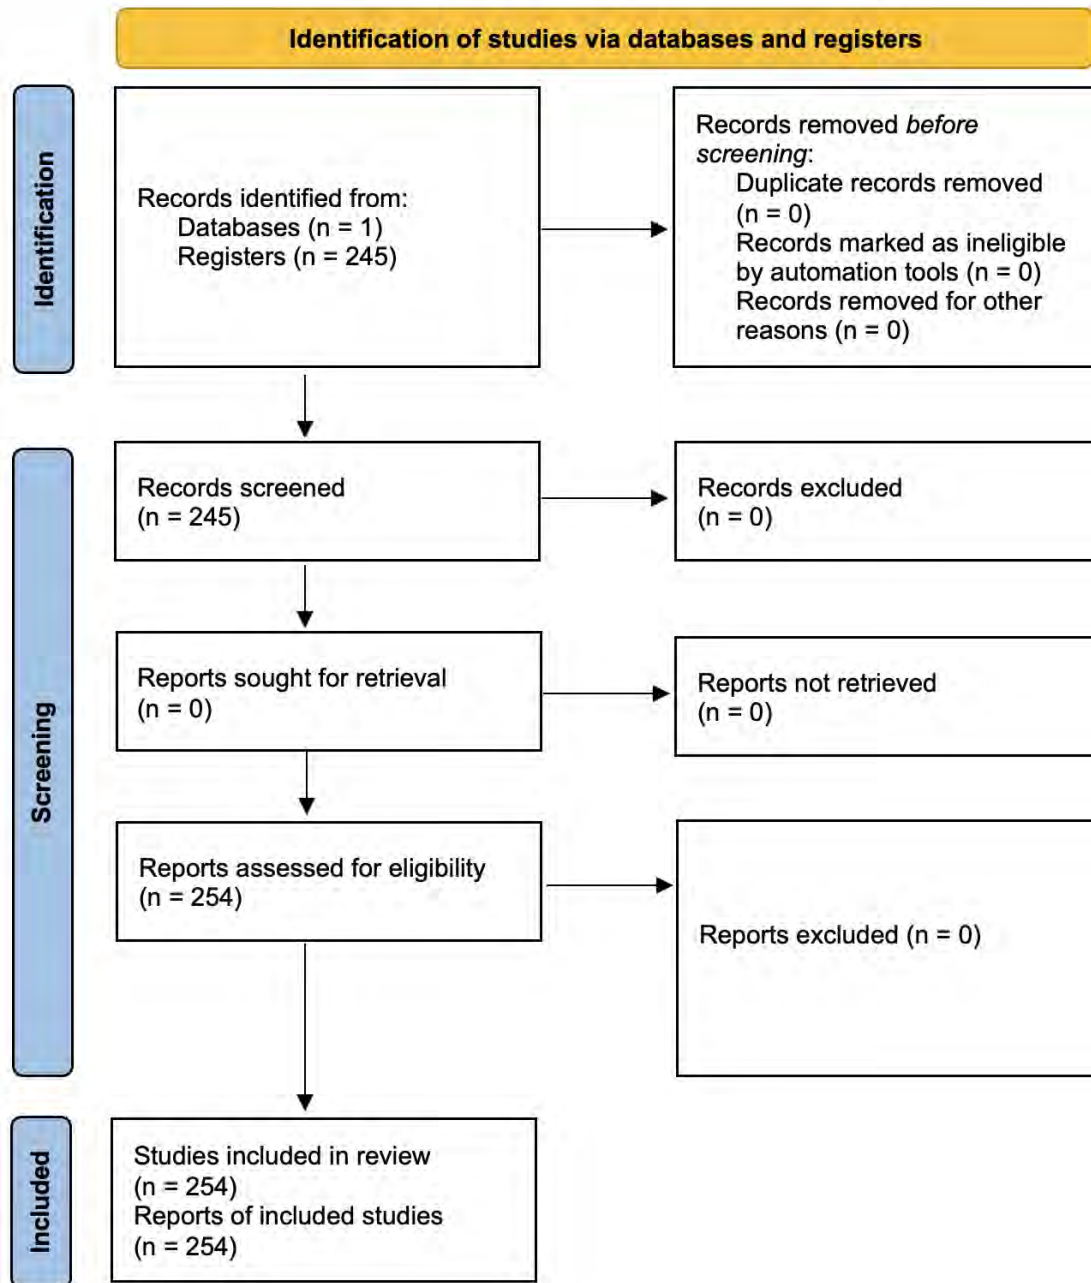 Identification of studies via databases and registers
Identification
Records identified from:
Databases (n = 1)
Registers (n = 245)
Records removed before
screening:
Duplicate records removed
(n = 0)
Records marked as ineligible
by automation tools (n = 0)
Records removed for other
reasons (n = 0)
Screening
Records screened
(n = 245)
Records excluded
(n = 0)
Reports sought for retrieval
(n = 0)
Reports not retrieved
(n = 0)
Reports assessed for eligibility
(n = 254)
Reports excluded (n = 0)
Included
Studies included in review
(n = 254)
Reports of included studies
(n = 254)